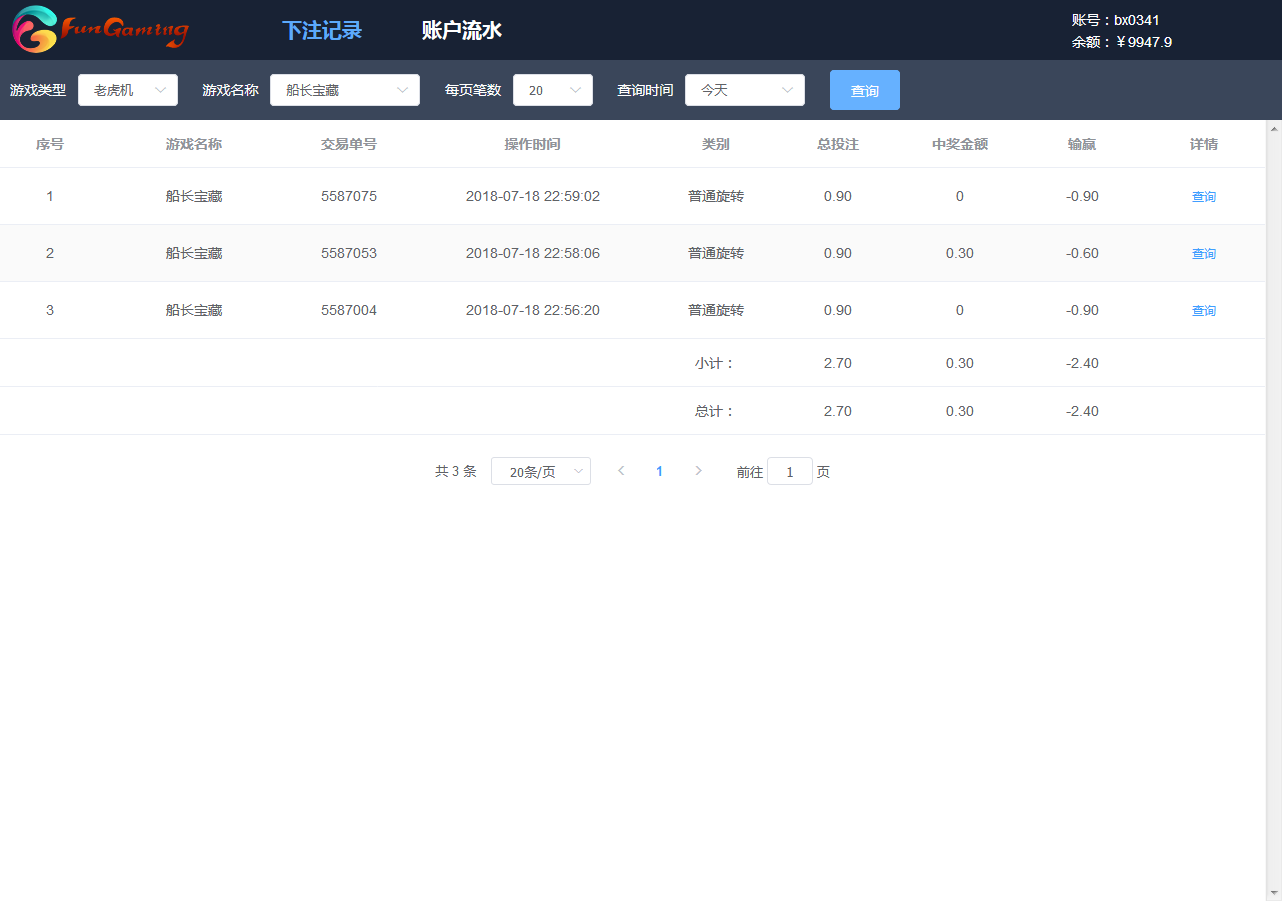 FunGaming 下注记录 账户流水 账号：bx0341
余额：￥9947.9
游戏类型 老虎机 游戏名称 船长宝藏 每页笔数 20 查询时间 今天 查询
序号 游戏名称 交易单号 操作时间 类别 总投注 中奖金额 输赢 详情
1 船长宝藏 5587075 2018-07-18 22:59:02 普通旋转 0.90 0 -0.90 查询
2 船长宝藏 5587053 2018-07-18 22:58:06 普通旋转 0.90 0.30 -0.60 查询
3 船长宝藏 5587004 2018-07-18 22:56:20 普通旋转 0.90 0 -0.90 查询
小计： 2.70 0.30 -2.40
总计： 2.70 0.30 -2.40
共 3 条 20条/页 1 前往 1 页